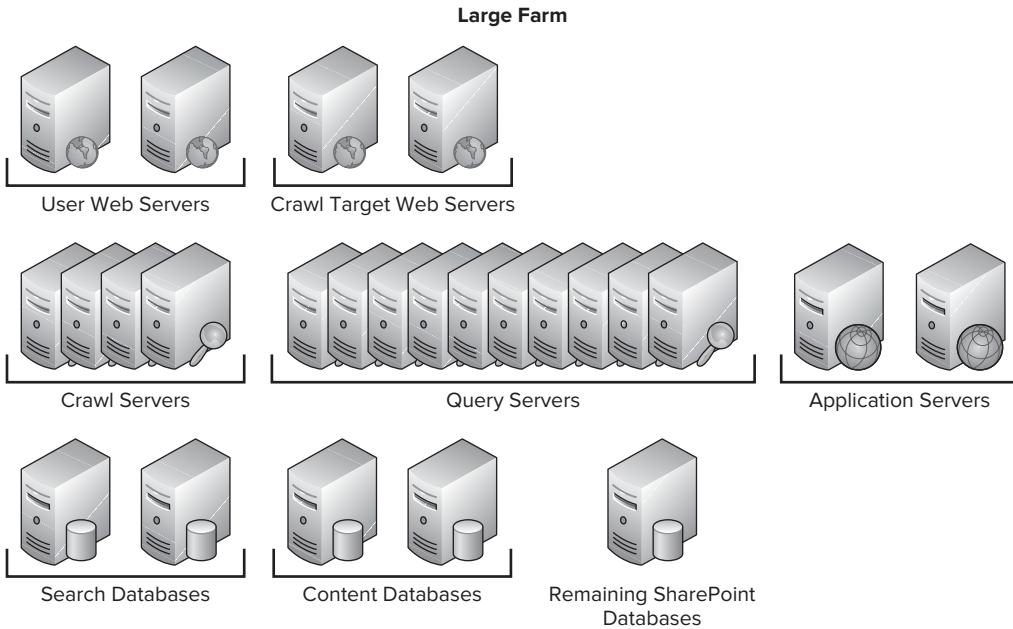 Large Farm
User Web Servers
Crawl Target Web Servers
Crawl Servers
Query Servers
Application Servers
Search Databases
Content Databases
Remaining SharePoint
Databases